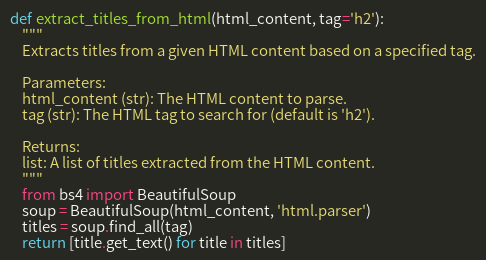 def extract_titles_from_html(html_content, tag='h2'):
    """
    Extracts titles from a given HTML content based on a specified tag.

    Parameters:
    html_content (str): The HTML content to parse.
    tag (str): The HTML tag to search for (default is 'h2').

    Returns:
    list: A list of titles extracted from the HTML content.
    """
    from bs4 import BeautifulSoup
    soup = BeautifulSoup(html_content, 'html.parser')
    titles = soup.find_all(tag)
    return [title.get_text() for title in titles]